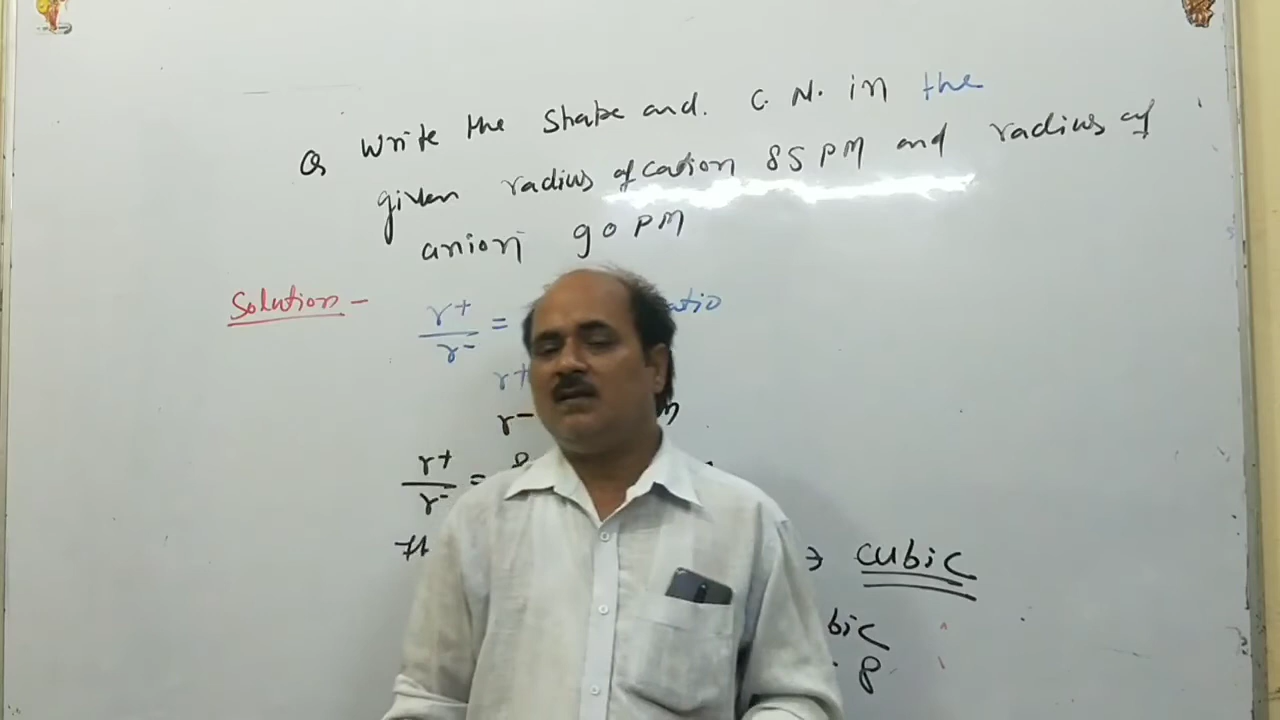 Q Write the Shape and. C. N. in the
given radius of cation 85 PM and radius of
anion 90 PM
Solution -
r+ / r- =
r+
r-
r+ / r- = 8
⇒ cubic
bic
8